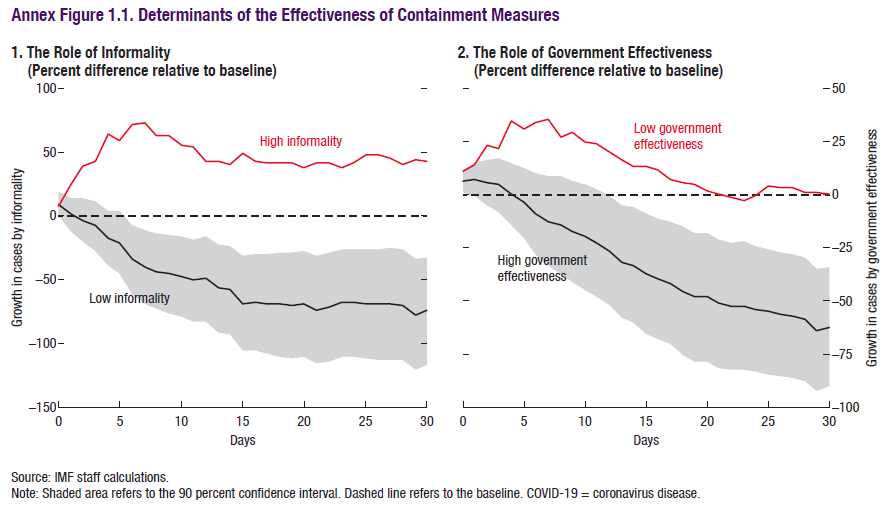 Annex Figure 1.1. Determinants of the Effectiveness of Containment Measures
1. The Role of Informality
(Percent difference relative to baseline)
100
50
0
–50
–100
–150
Growth in cases by informality
High informality
Low informality
0 5 10 15 20 25 30
Days
2. The Role of Government Effectiveness
(Percent difference relative to baseline)
50
25
0
–25
–50
–75
–100
Growth in cases by government effectiveness
Low government
effectiveness
High government
effectiveness
0 5 10 15 20 25 30
Days
Source: IMF staff calculations.
Note: Shaded area refers to the 90 percent confidence interval. Dashed line refers to the baseline. COVID-19 = coronavirus disease.